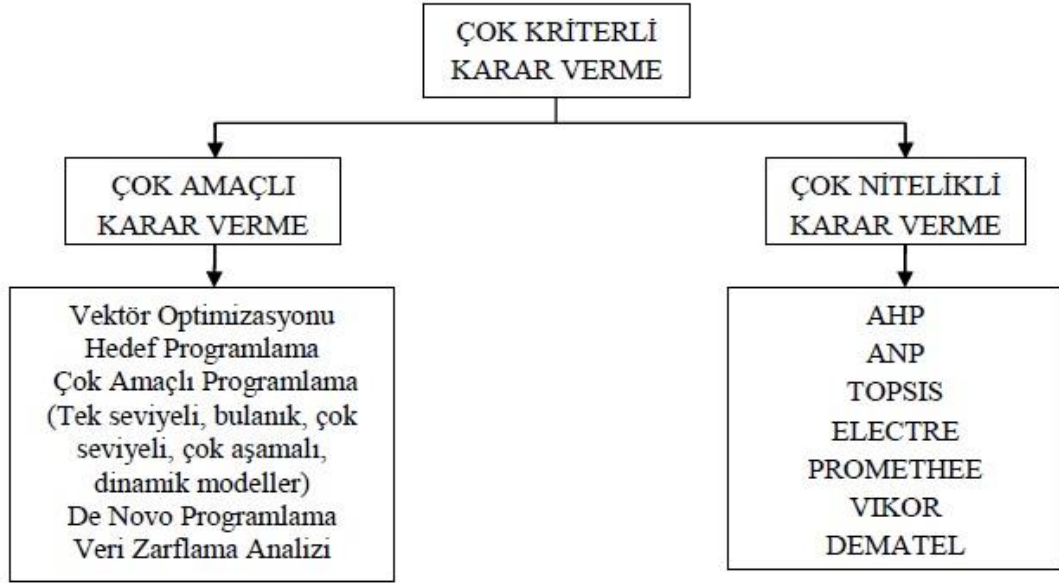 ÇOK KRİTERLİ
KARAR VERME
ÇOK AMAÇLI
KARAR VERME
ÇOK NİTELİKLİ
KARAR VERME
Vektör Optimizasyonu
Hedef Programlama
Çok Amaçlı Programlama
(Tek seviyeli, bulanık, çok
seviyeli, çok aşamalı,
dinamik modeller)
De Novo Programlama
Veri Zarflama Analizi
AHP
ANP
TOPSIS
ELECTRE
PROMETHEE
VIKOR
DEMATEL